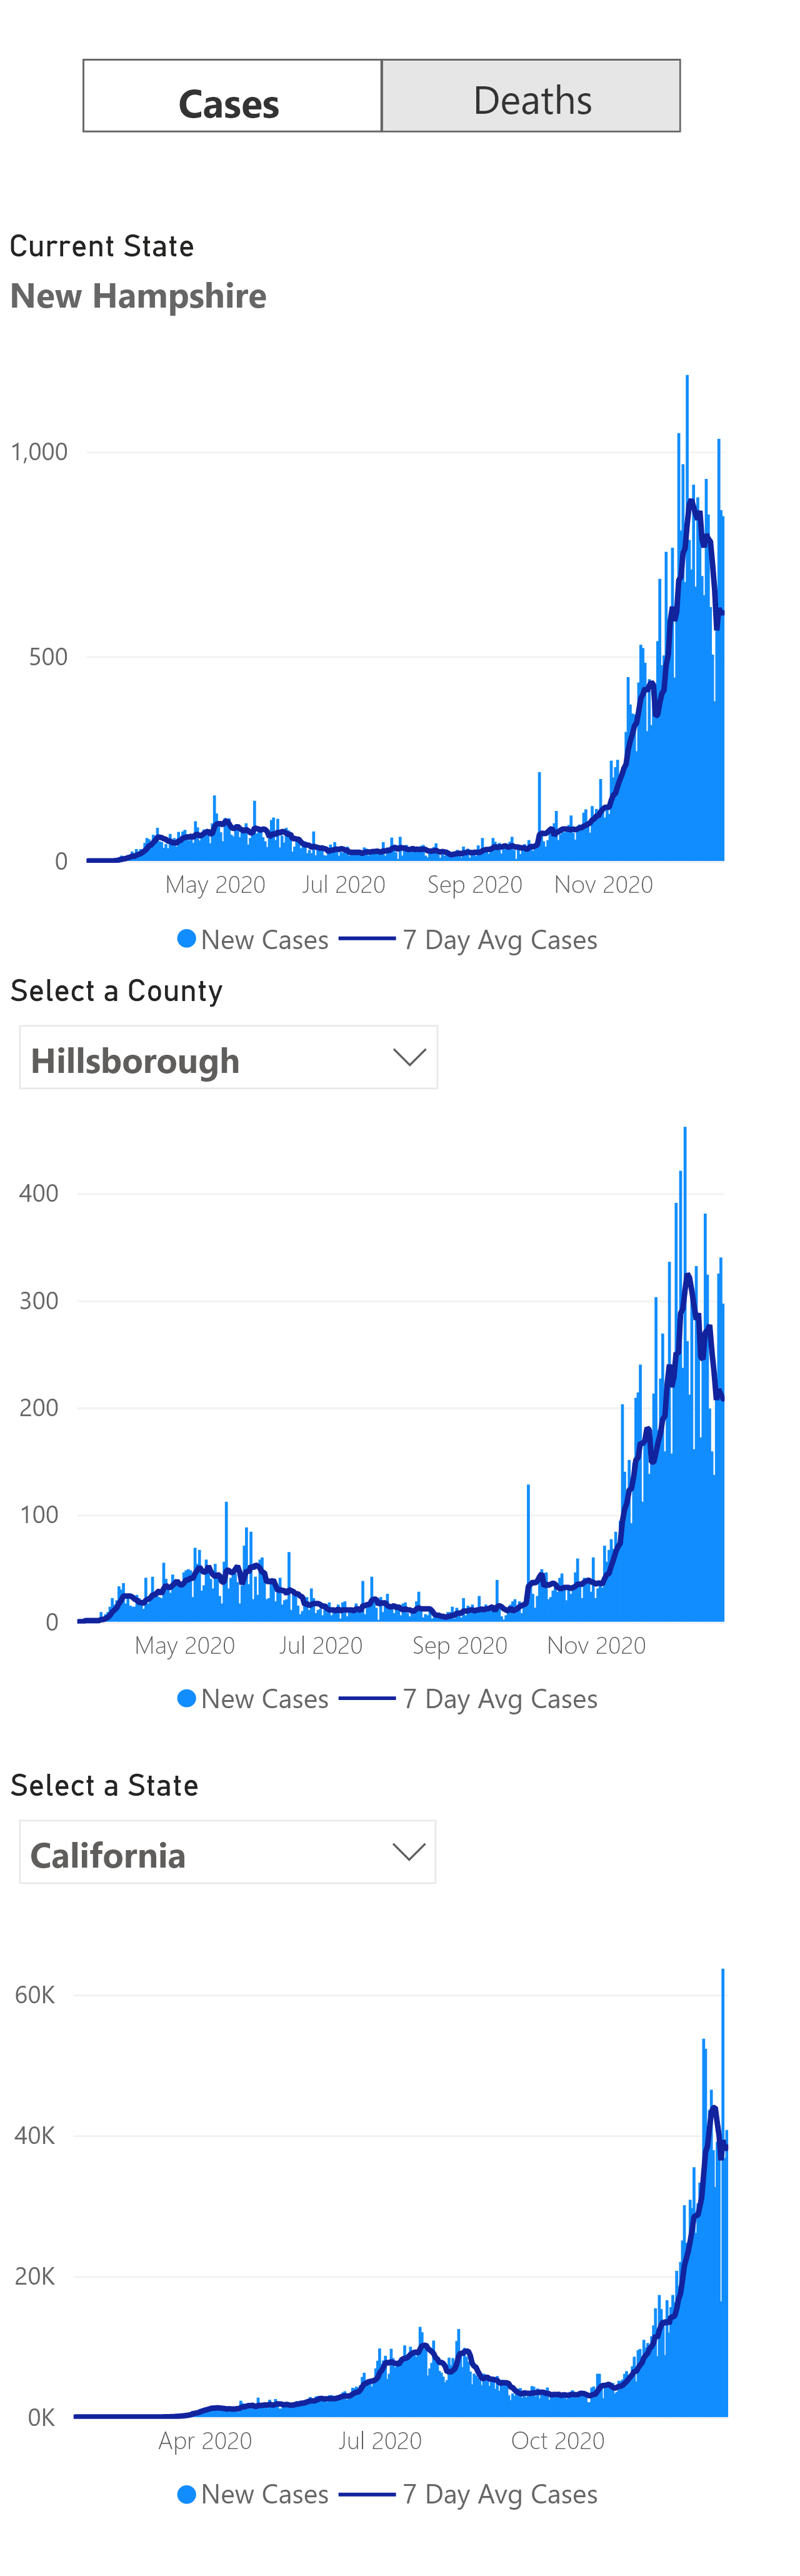 Cases Deaths
Current State
New Hampshire
1,000
500
0
May 2020 Jul 2020 Sep 2020 Nov 2020
New Cases 7 Day Avg Cases
Select a County
Hillsborough
400
300
200
100
0
May 2020 Jul 2020 Sep 2020 Nov 2020
New Cases 7 Day Avg Cases
Select a State
California
60K
40K
20K
0K
Apr 2020 Jul 2020 Oct 2020
New Cases 7 Day Avg Cases